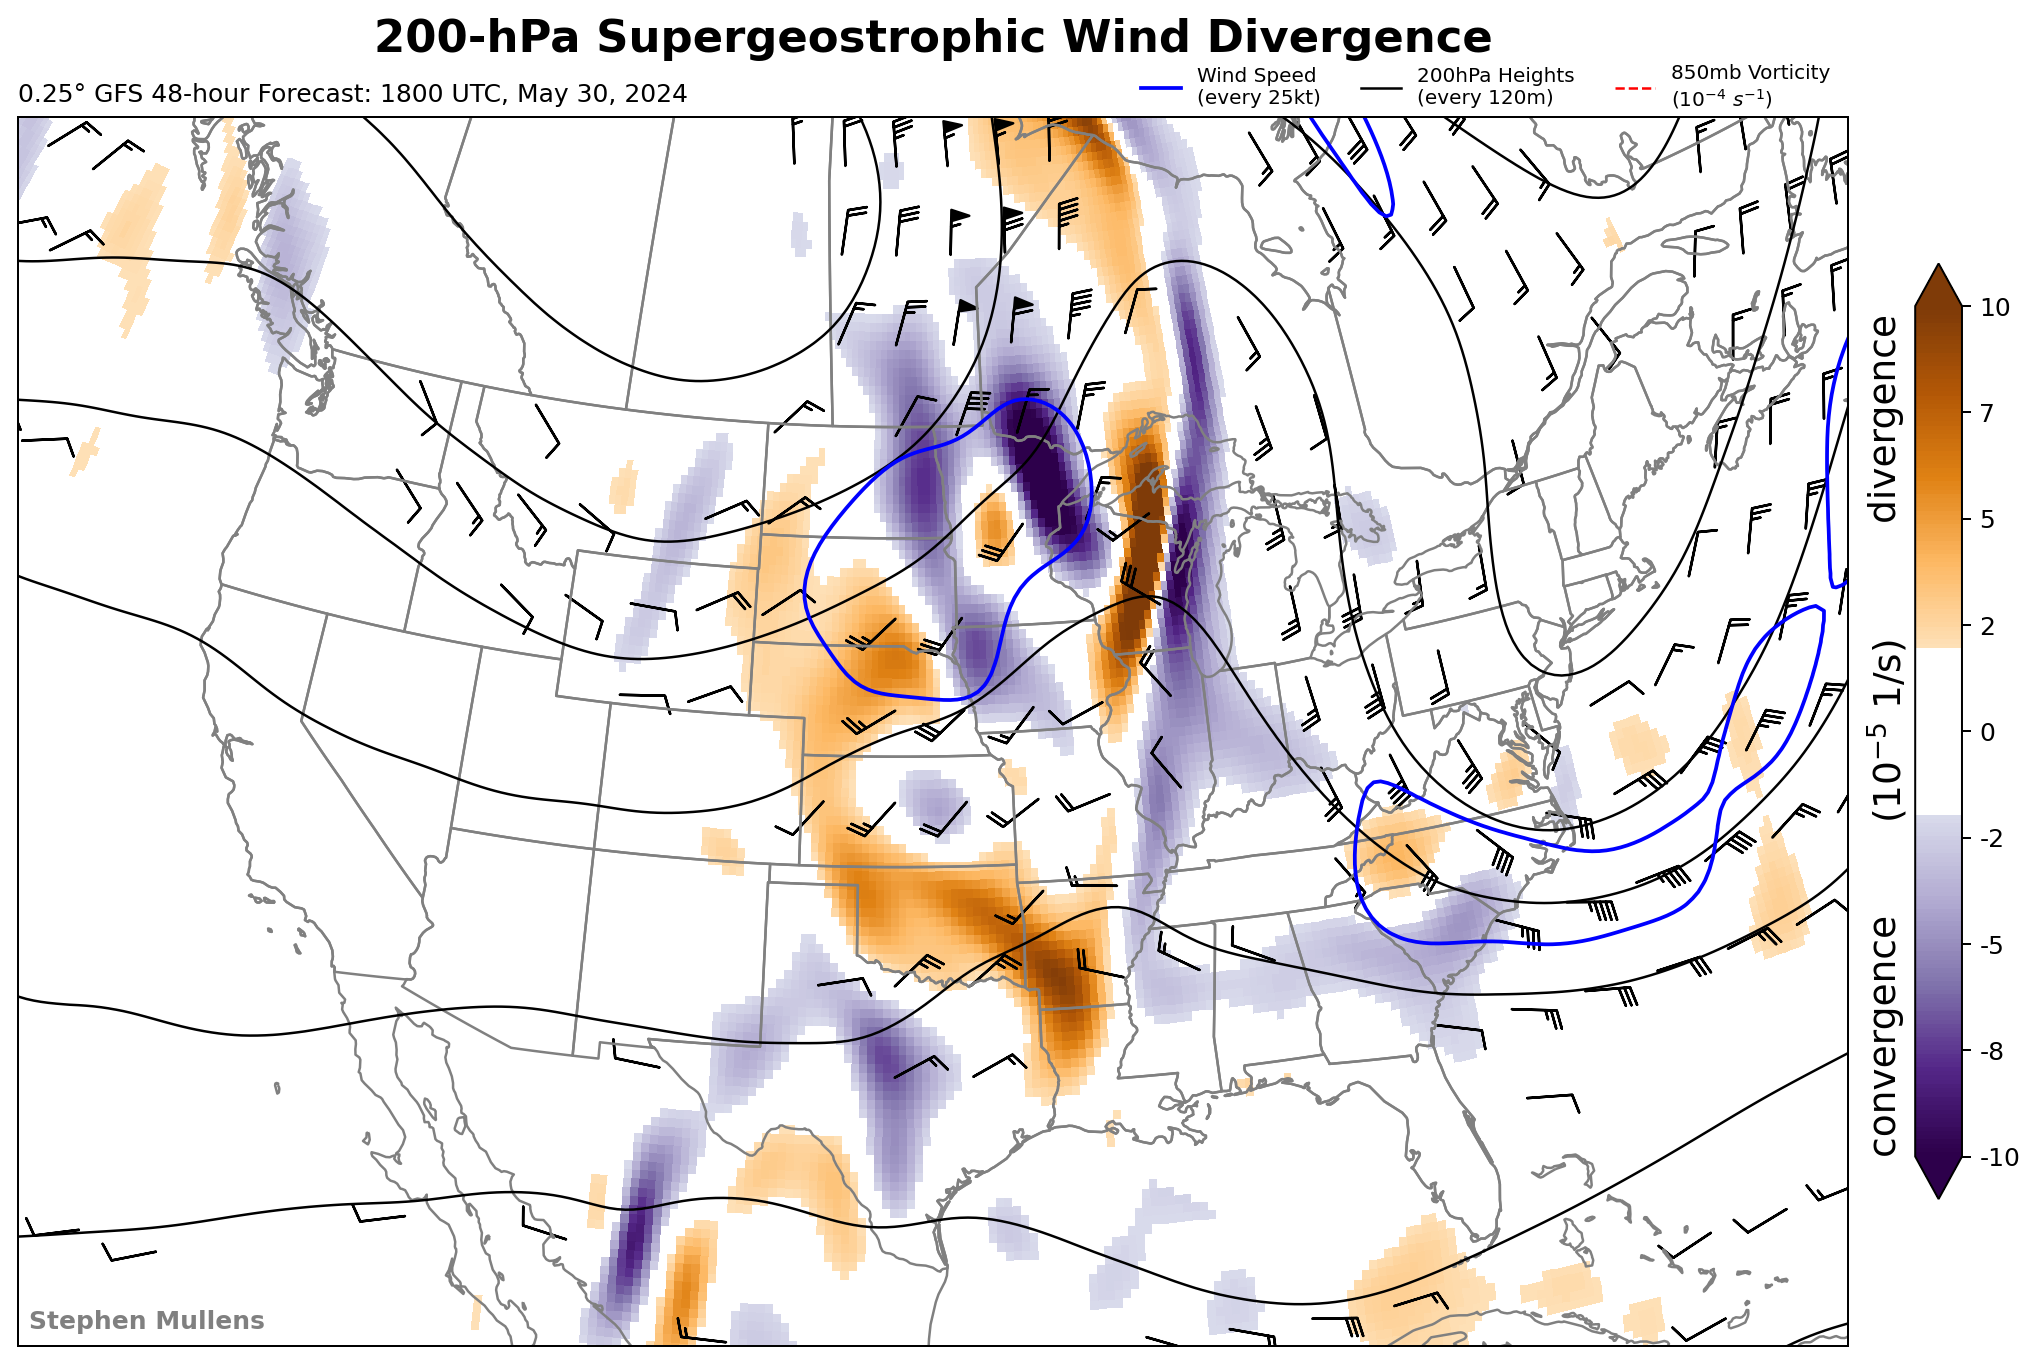 200-hPa Supergeostrophic Wind Divergence
0.25° GFS 48-hour Forecast: 1800 UTC, May 30, 2024
Wind Speed
(every 25kt)
200hPa Heights
(every 120m)
850mb Vorticity
(10⁻⁴ s⁻¹)
10
7
5
2
0
-2
-5
-8
-10
convergence (10⁻⁵ 1/s) divergence
Stephen Mullens